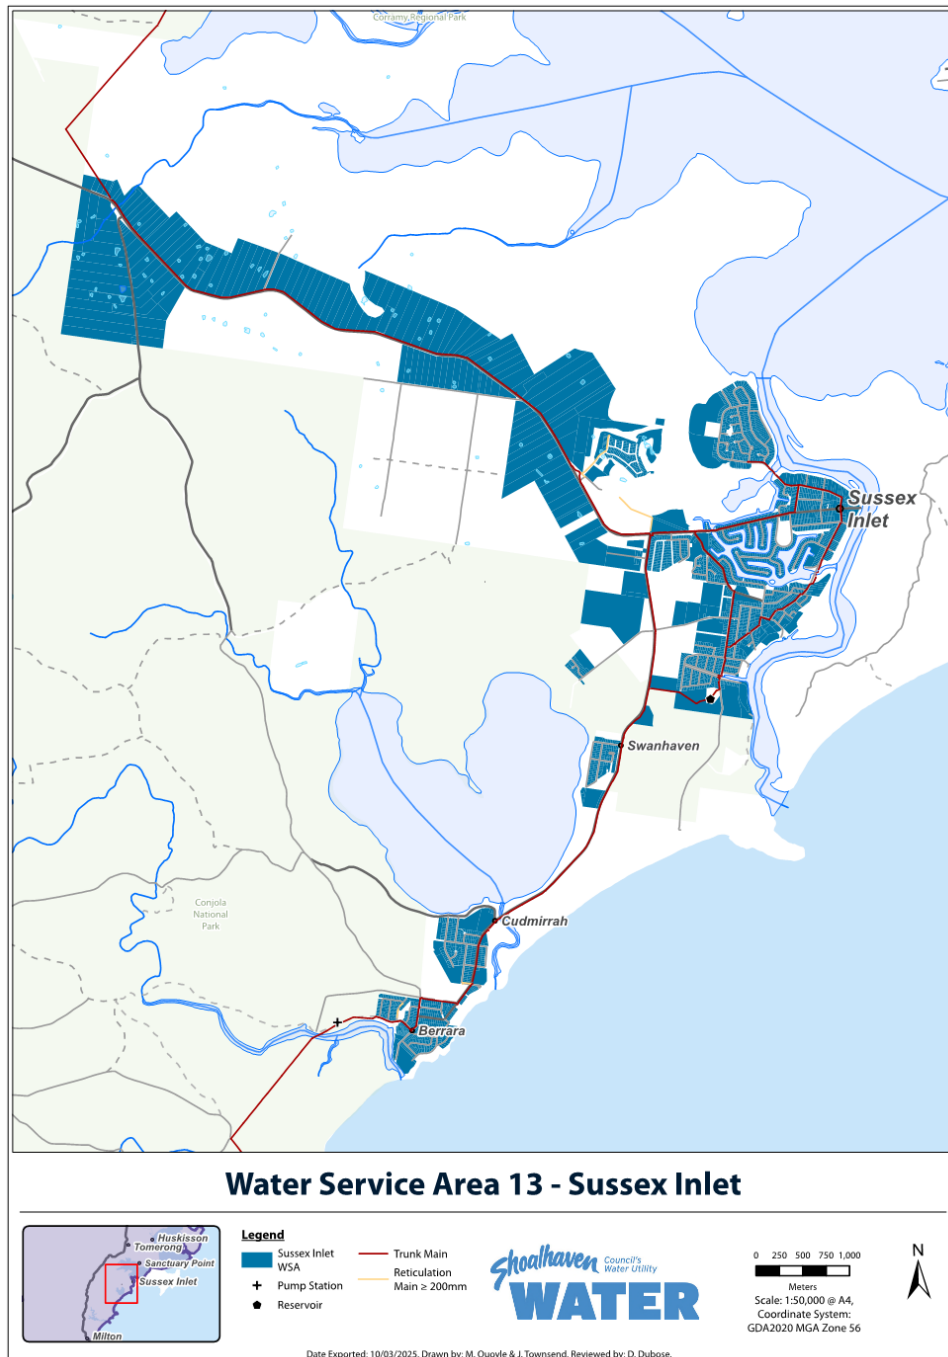 Corramy Regional Park
Sussex
Inlet
Swanhaven
Conjola
National
Park
Cudmirrah
Berrara
Water Service Area 13 - Sussex Inlet
Huskisson
Tomerong
Sanctuary Point
Sussex Inlet
Milton
Legend
Sussex Inlet
WSA
Pump Station
Reservoir
Trunk Main
Reticulation
Main ≥ 200mm
Shoalhaven
Council's
Water Utility
WATER
0 250 500 750 1,000
Meters
Scale: 1:50,000 @ A4,
Coordinate System:
GDA2020 MGA Zone 56
N
Date Exported: 10/03/2025. Drawn by: M. Quoyle & J. Townsend. Reviewed by: D. Dubose.